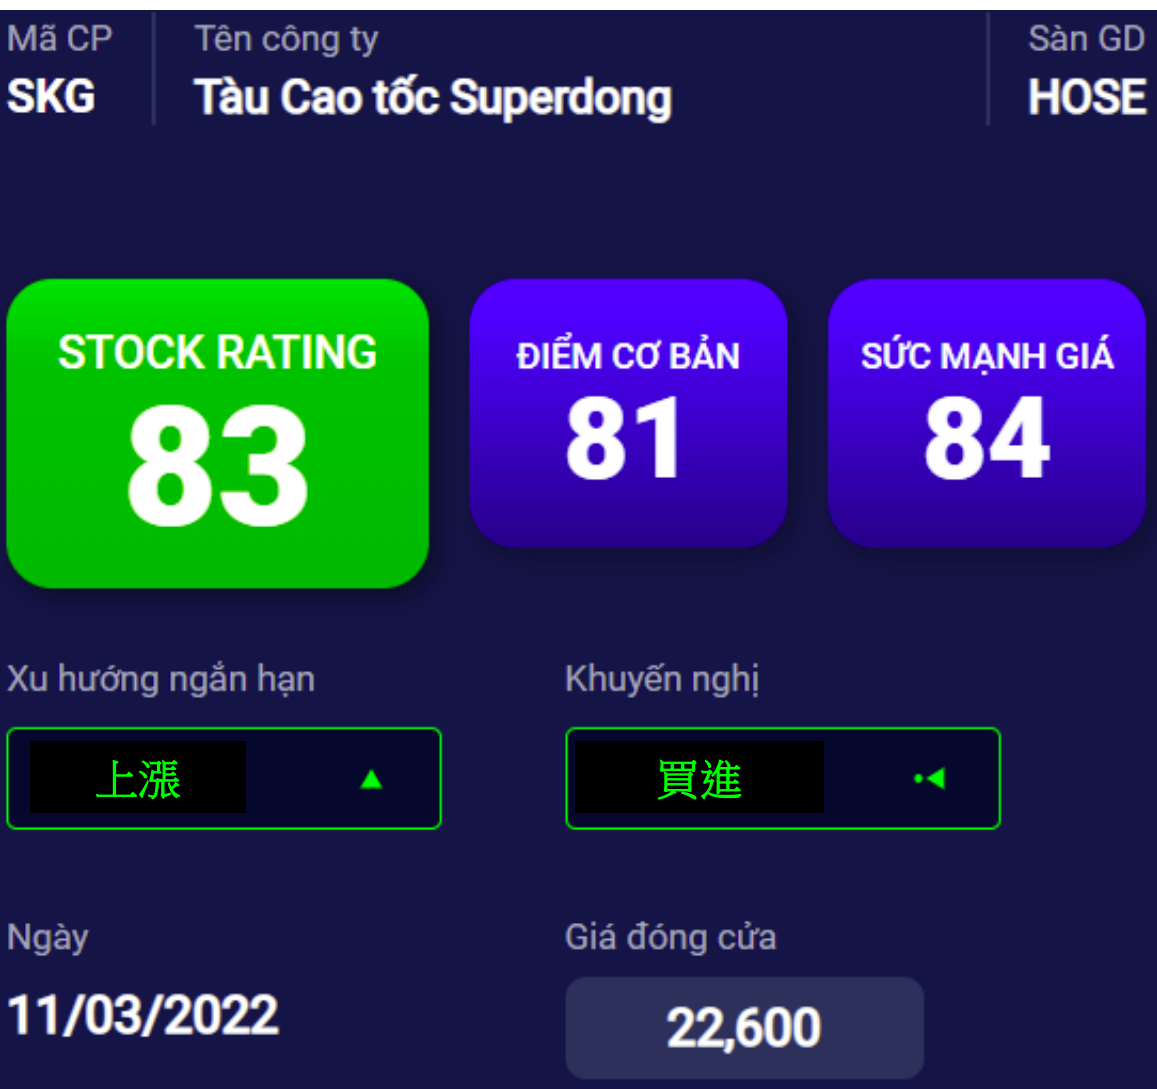 Mã CP
Tên công ty
Sàn GD
SKG
Tàu Cao tốc Superdong
HOSE
STOCK RATING
83
ĐIỂM CƠ BẢN
81
SỨC MẠNH GIÁ
84
Xu hướng ngắn hạn
Khuyến nghị
上漲
買進
Ngày
Giá đóng cửa
11/03/2022
22,600